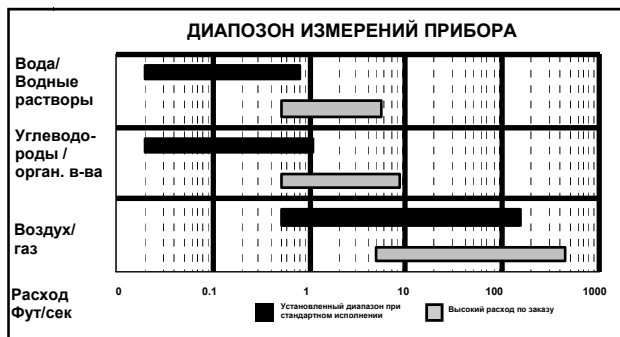 ДИАПОЗОН ИЗМЕРЕНИЙ ПРИБОРА
Вода/
Водные
растворы
Углеводо-
роды /
орган. в-ва
Воздух/
газ
Расход
Фут/сек
0 0.1 1 10 100 1000
Установленный диапазон при
стандартном исполнении
Высокий расход по заказу